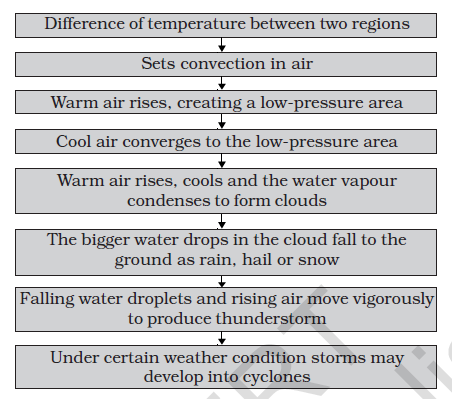 Difference of temperature between two regions
Sets convection in air
Warm air rises, creating a low-pressure area
Cool air converges to the low-pressure area
Warm air rises, cools and the water vapour
condenses to form clouds
The bigger water drops in the cloud fall to the
ground as rain, hail or snow
Falling water droplets and rising air move vigorously
to produce thunderstorm
Under certain weather condition storms may
develop into cyclones